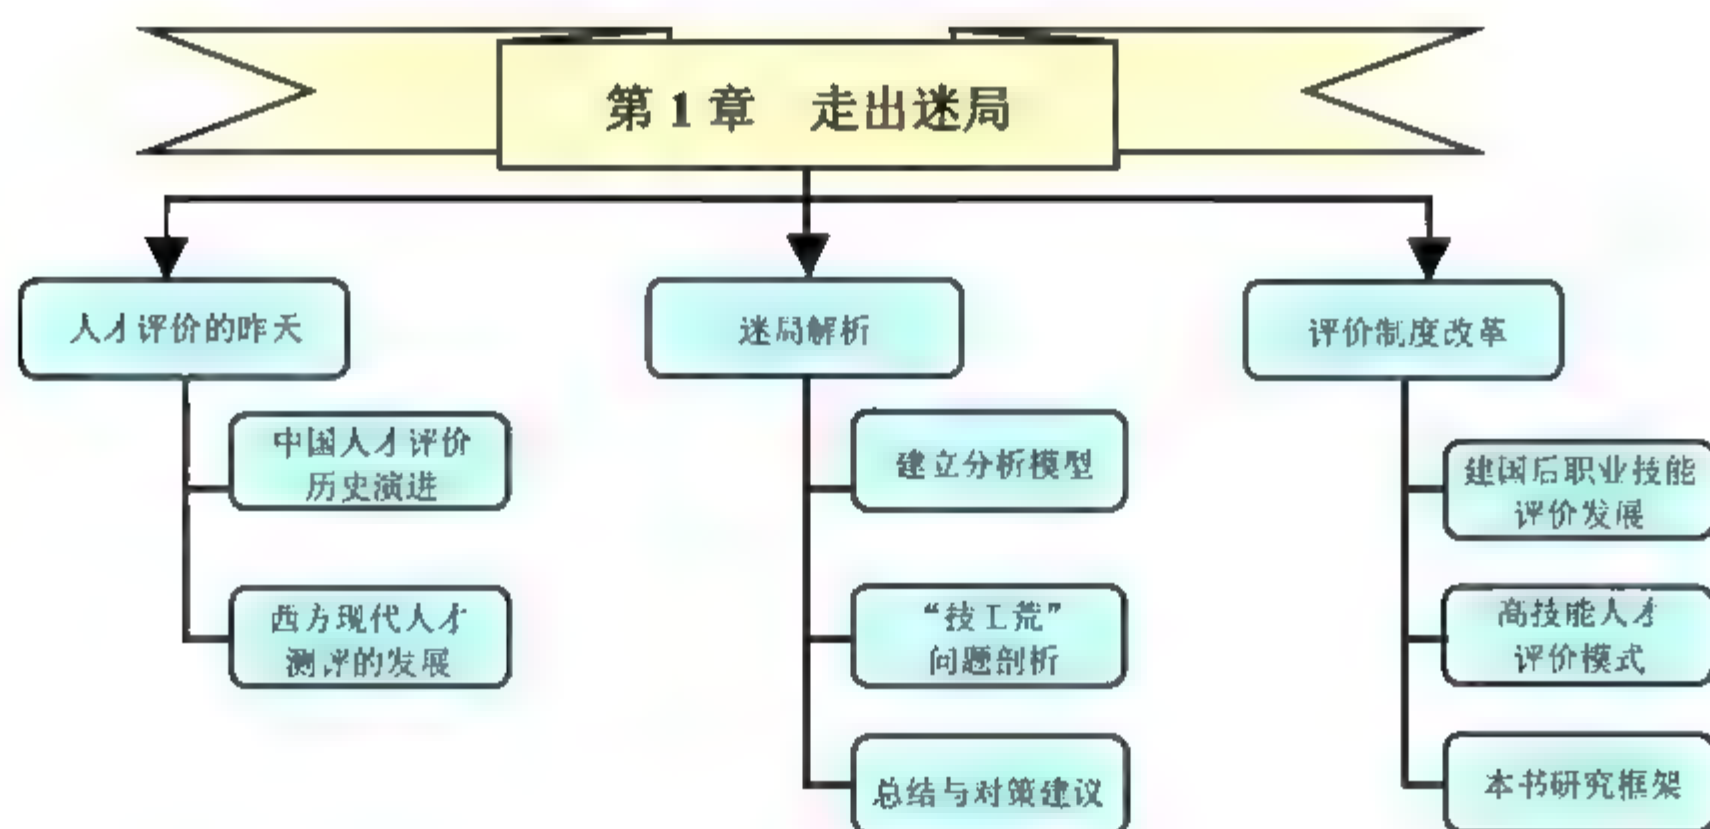 第1章 走出迷局
人才评价的昨天
迷局解析
评价制度改革
中国人才评价
历史演进
西方现代人才
测评的发展
建立分析模型
“技工荒”
问题剖析
总结与对策建议
建国后职业技能
评价发展
高技能人才
评价模式
本书研究框架